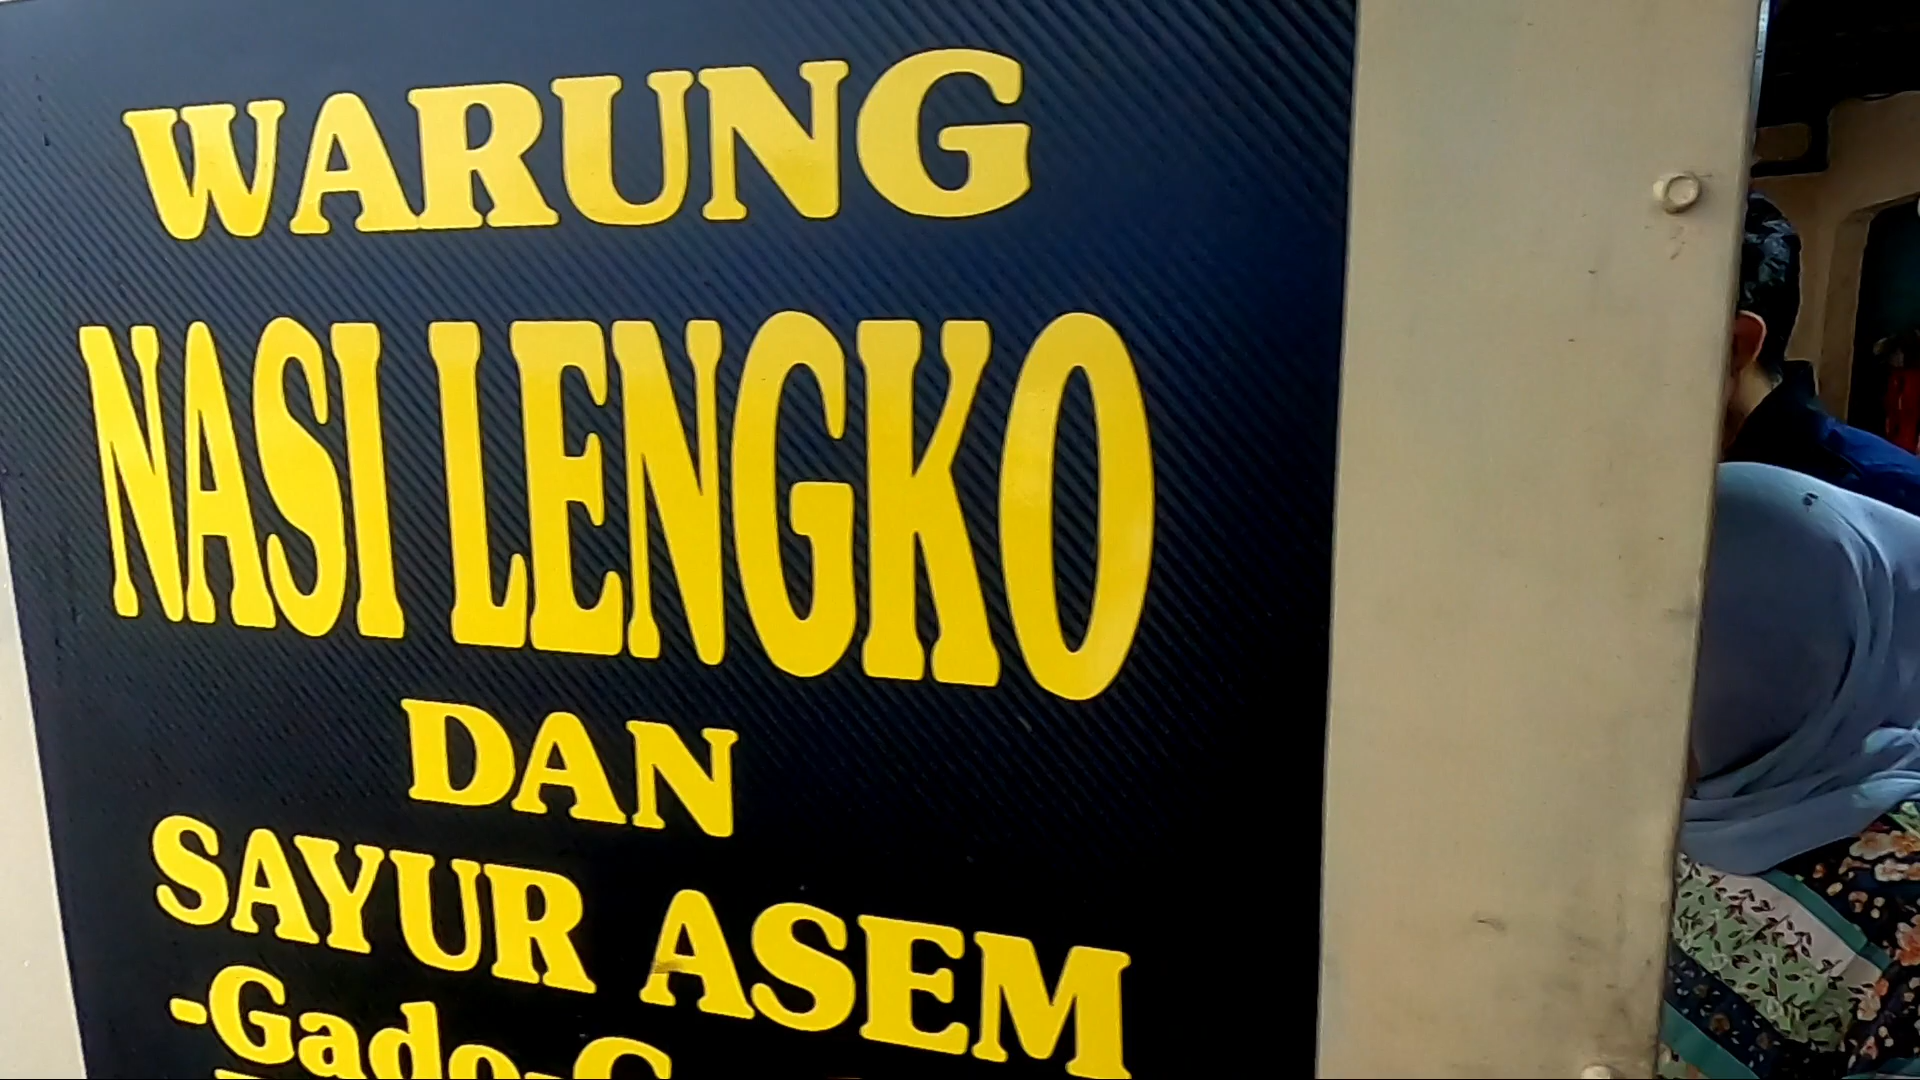 WARUNG
NASI LENGKO
DAN
SAYUR ASEM
-Gado-G